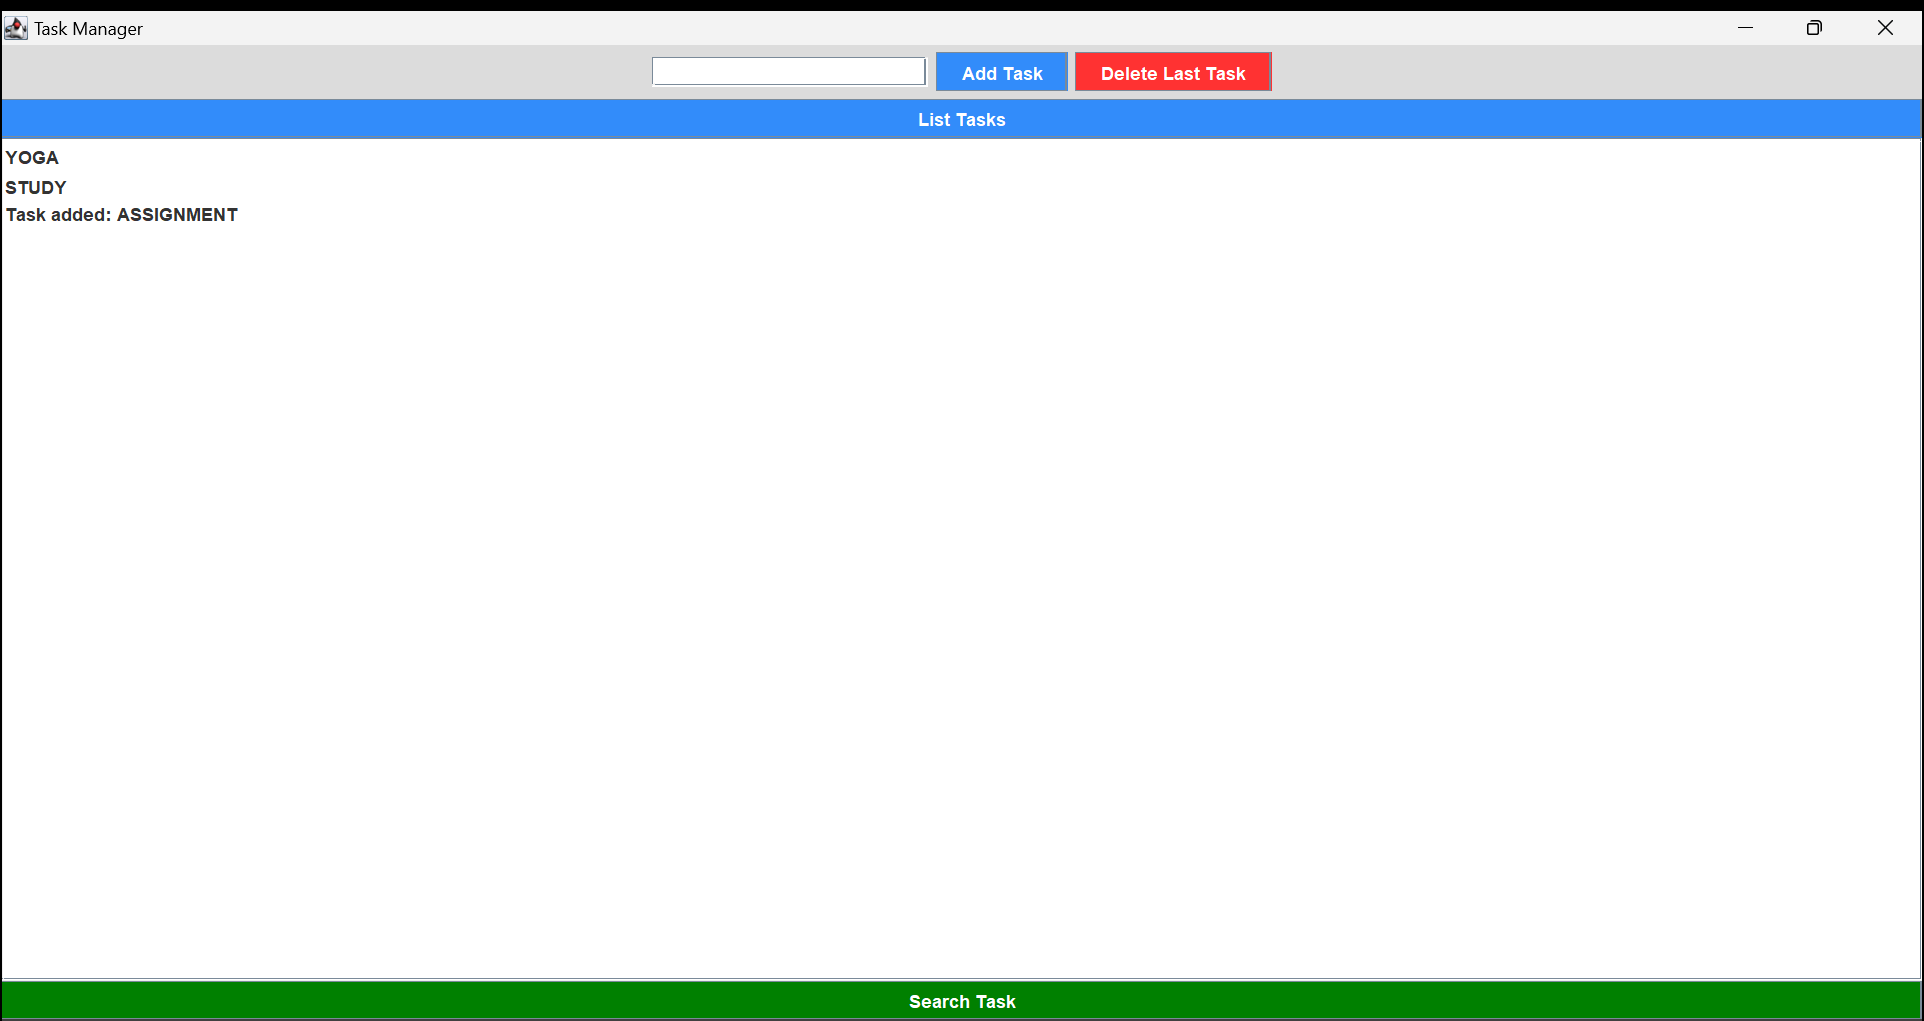 Task Manager
Add Task Delete Last Task
List Tasks
YOGA
STUDY
Task added: ASSIGNMENT
Search Task